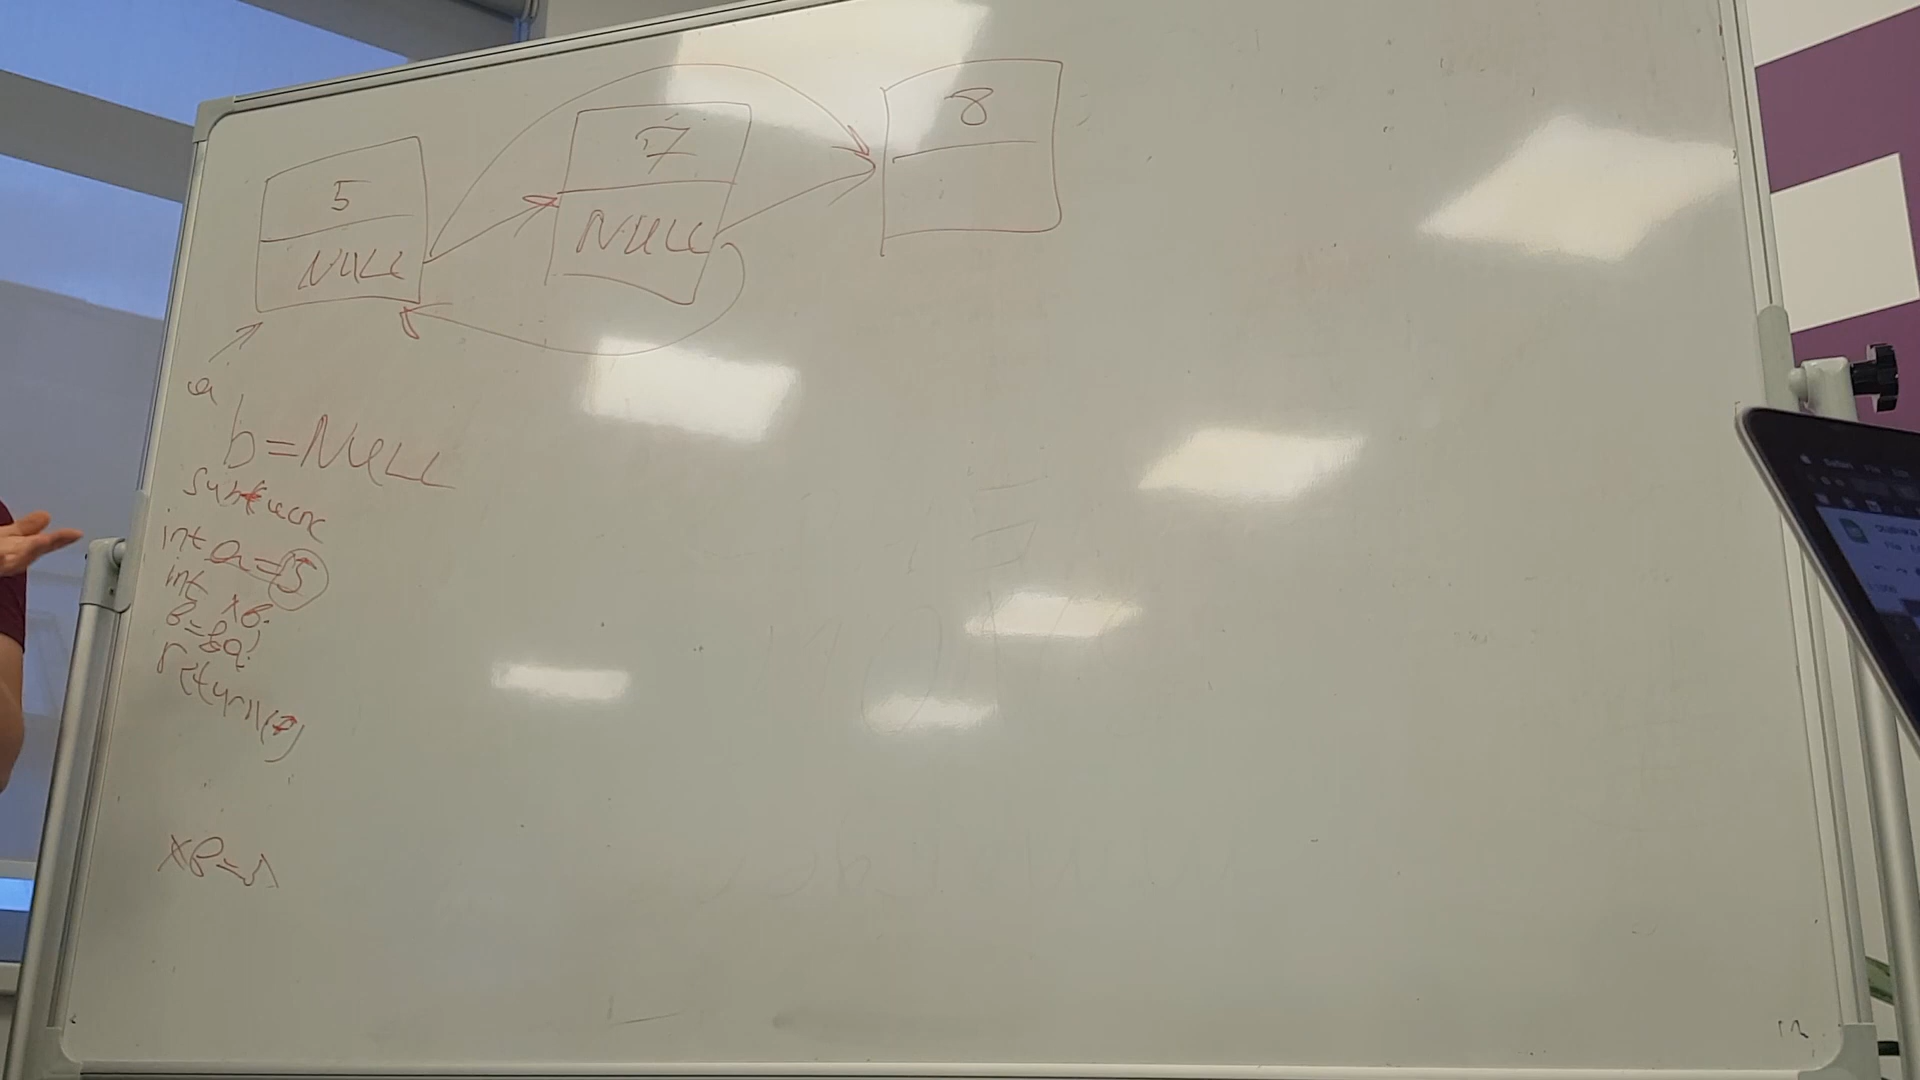 5
NULL
7
NULL
8
a
b=NULL
int a=5
int *b;
b=&a;
return(*)
*b=